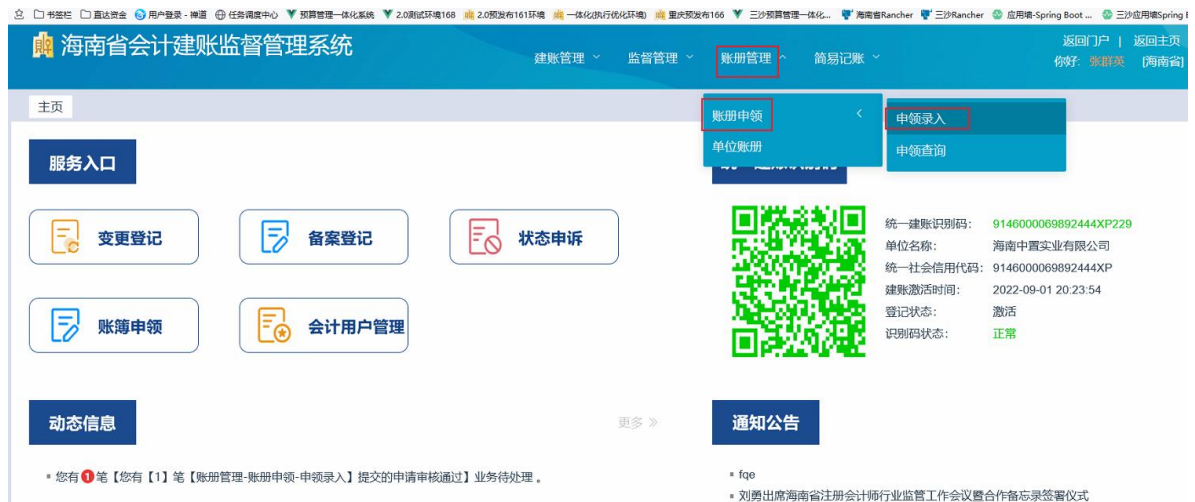 书签栏 直达资金 用户登录 - 禅道 任务调度中心 预算管理一体化系统 2.0测试环境168 2.0预发布161环境 一体化(执行优化环境) 重庆预发布166 三沙预算管理一体化... 海南省Rancher 三沙Rancher 应用墙-Spring Boot ... 三沙应用墙Spring B
海南省会计建账监督管理系统
建账管理 监督管理 账册管理 简易记账
返回门户 | 返回主页
你好: 张群英 [海南省]
主页
账册申领
申领录入
单位账册
申领查询
服务入口
变更登记 备案登记 状态申诉
账簿申领 会计用户管理
统一建账识别码: 9146000069892444XP229
单位名称: 海南中置实业有限公司
统一社会信用代码: 9146000069892444XP
建账激活时间: 2022-09-01 20:23:54
登记状态: 激活
识别码状态: 正常
动态信息
更多 》
通知公告
▪ 您有1笔【您有【1】笔【账册管理-账册申领-申领录入】提交的申请审核通过】业务待处理 。
▪ fqe
▪ 刘勇出席海南省注册会计师行业监管工作会议暨合作备忘录签署仪式